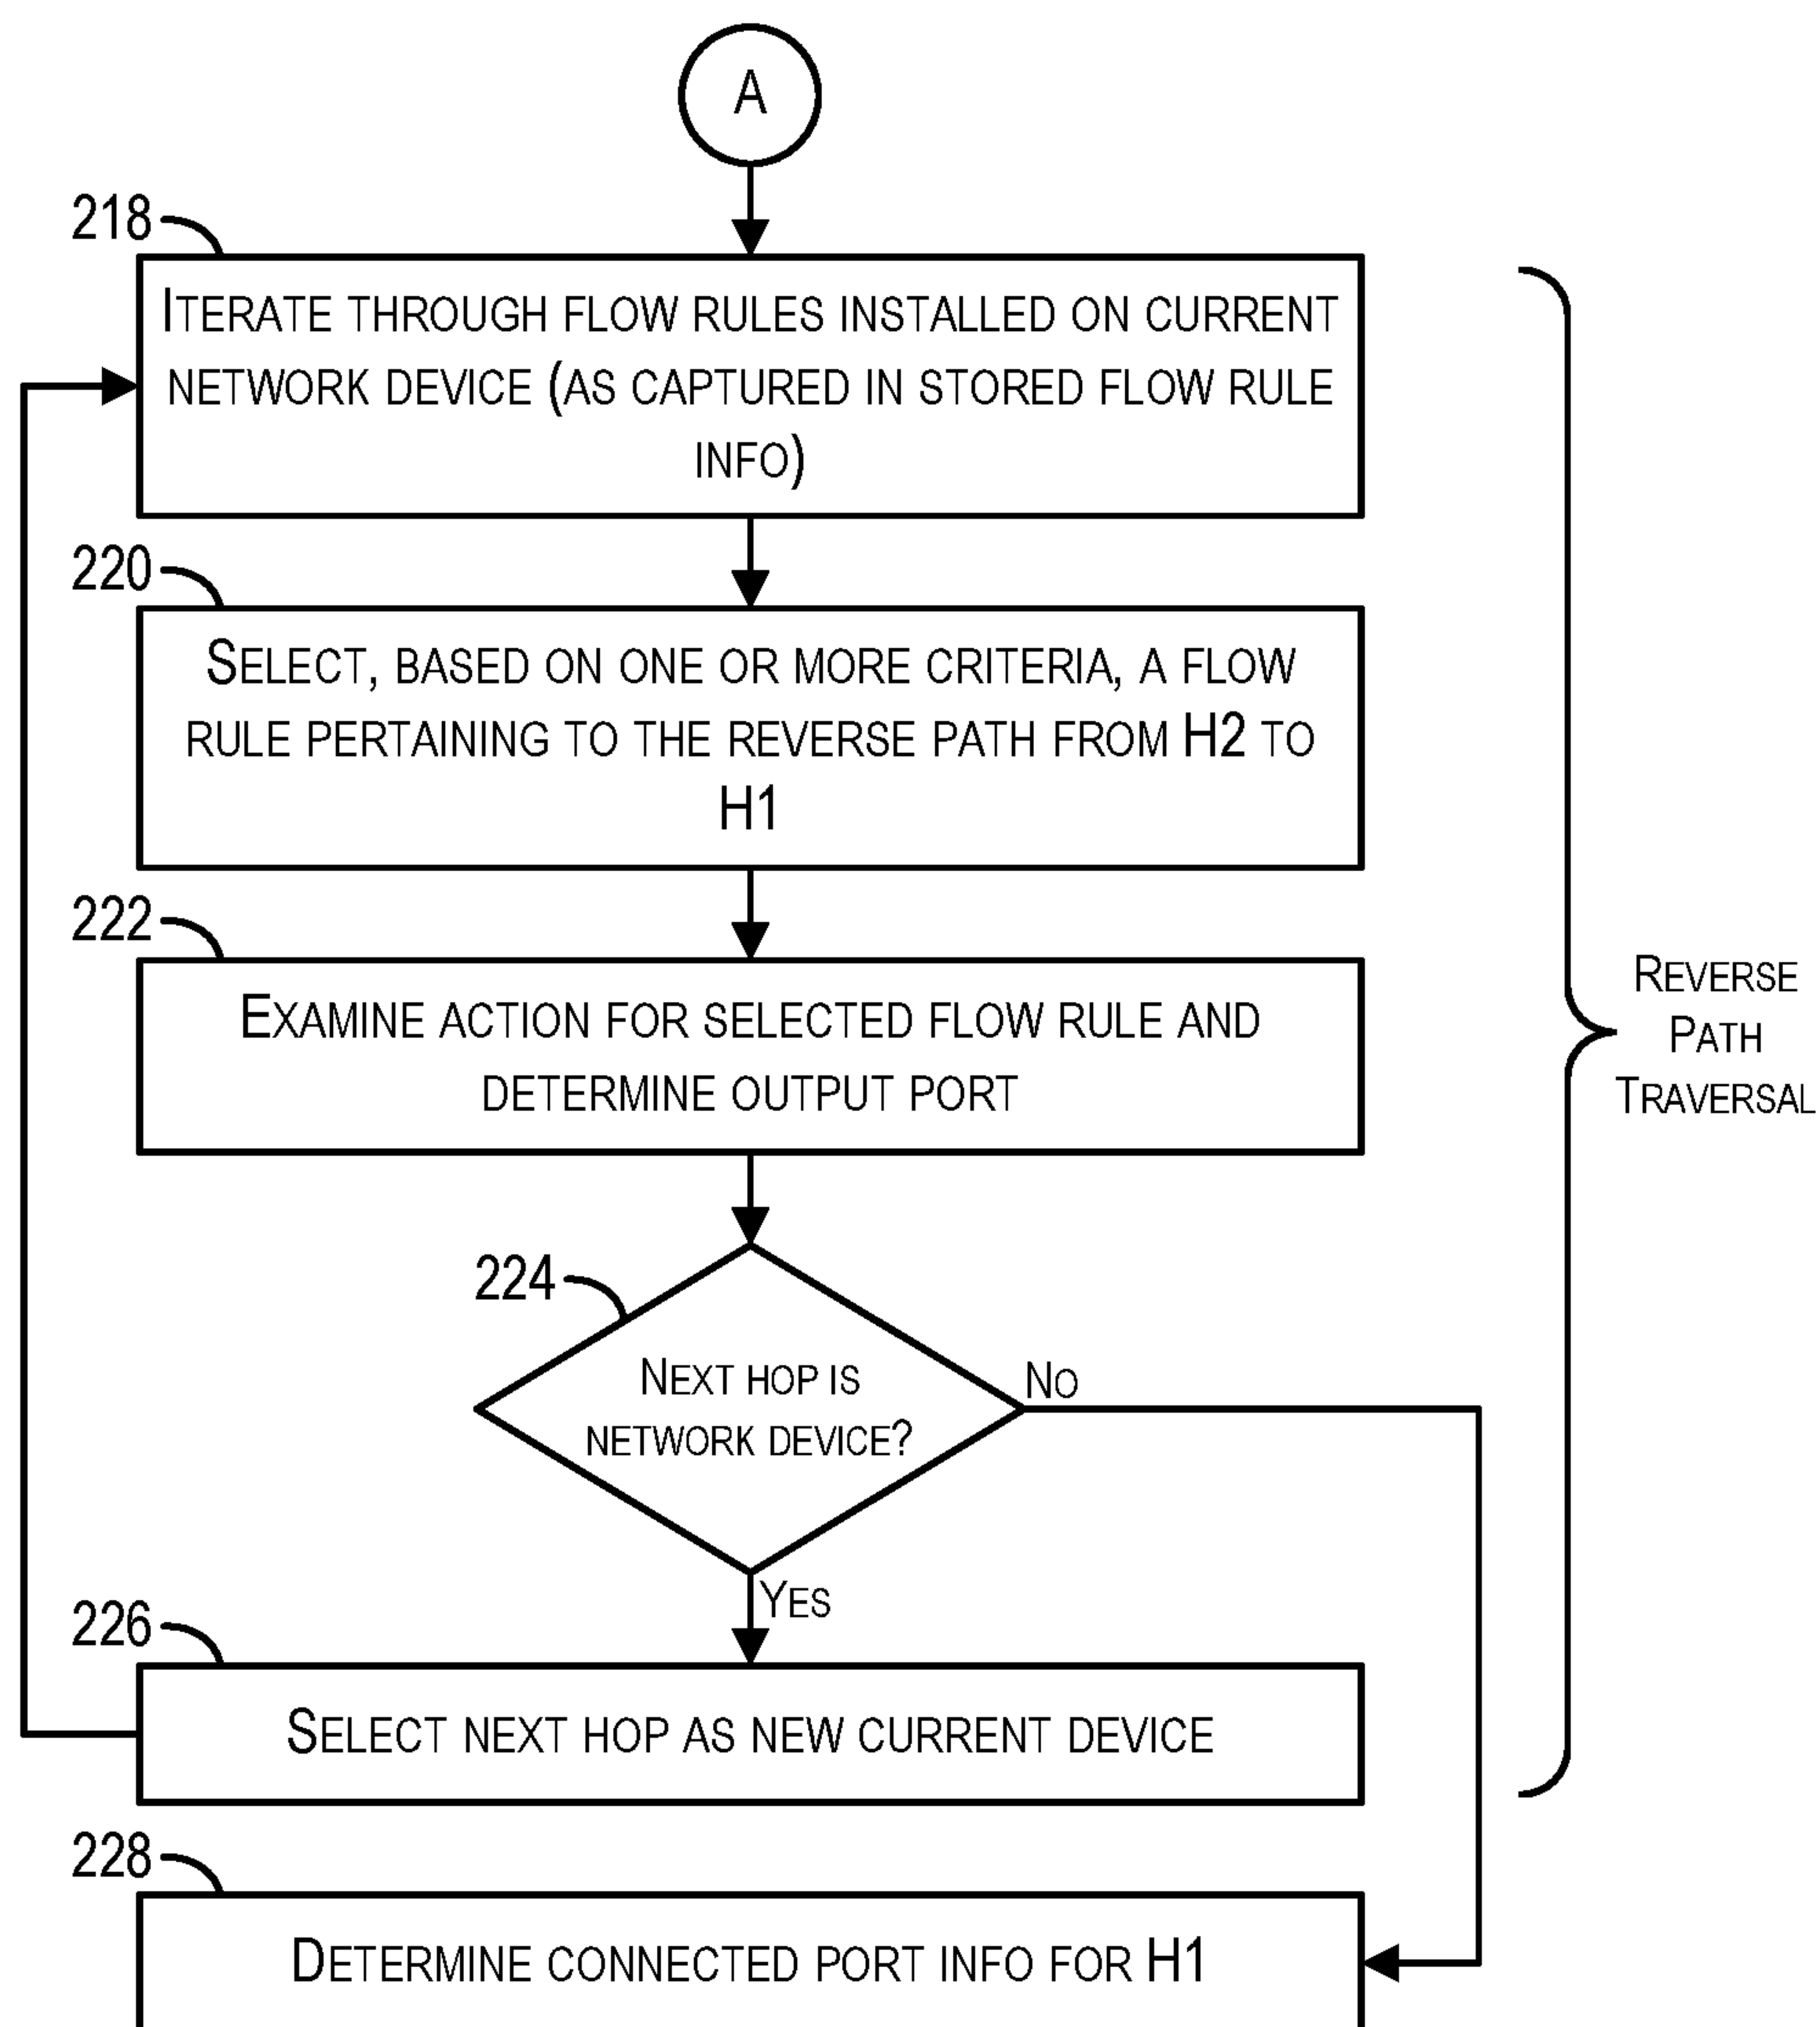 A
218
Iterate through flow rules installed on current
network device (as captured in stored flow rule
info)
220
Select, based on one or more criteria, a flow
rule pertaining to the reverse path from H2 to
H1
222
Examine action for selected flow rule and
determine output port
Reverse
Path
Traversal
224
Next hop is
network device?
No
Yes
226
Select next hop as new current device
228
Determine connected port info for H1